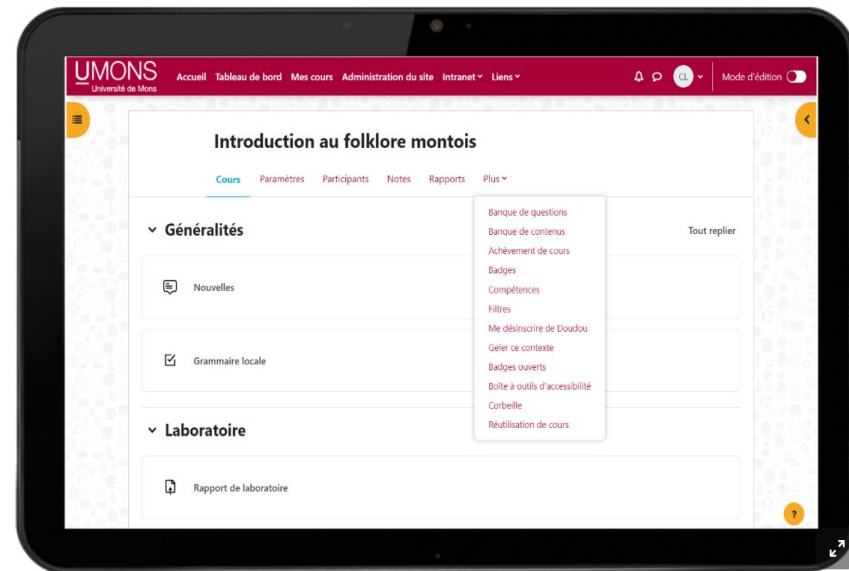 UMONS
Université de Mons
Accueil Tableau de bord Mes cours Administration du site Intranet Liens
CL
Mode d'édition
Introduction au folklore montois
Cours Paramètres Participants Notes Rapports Plus
Banque de questions
Banque de contenus
Achèvement de cours
Badges
Compétences
Filtres
Me désinscrire de Doudou
Geler ce contexte
Badges ouverts
Boîte à outils d'accessibilité
Corbeille
Réutilisation de cours
Généralités
Tout replier
Nouvelles
Grammaire locale
Laboratoire
Rapport de laboratoire
?